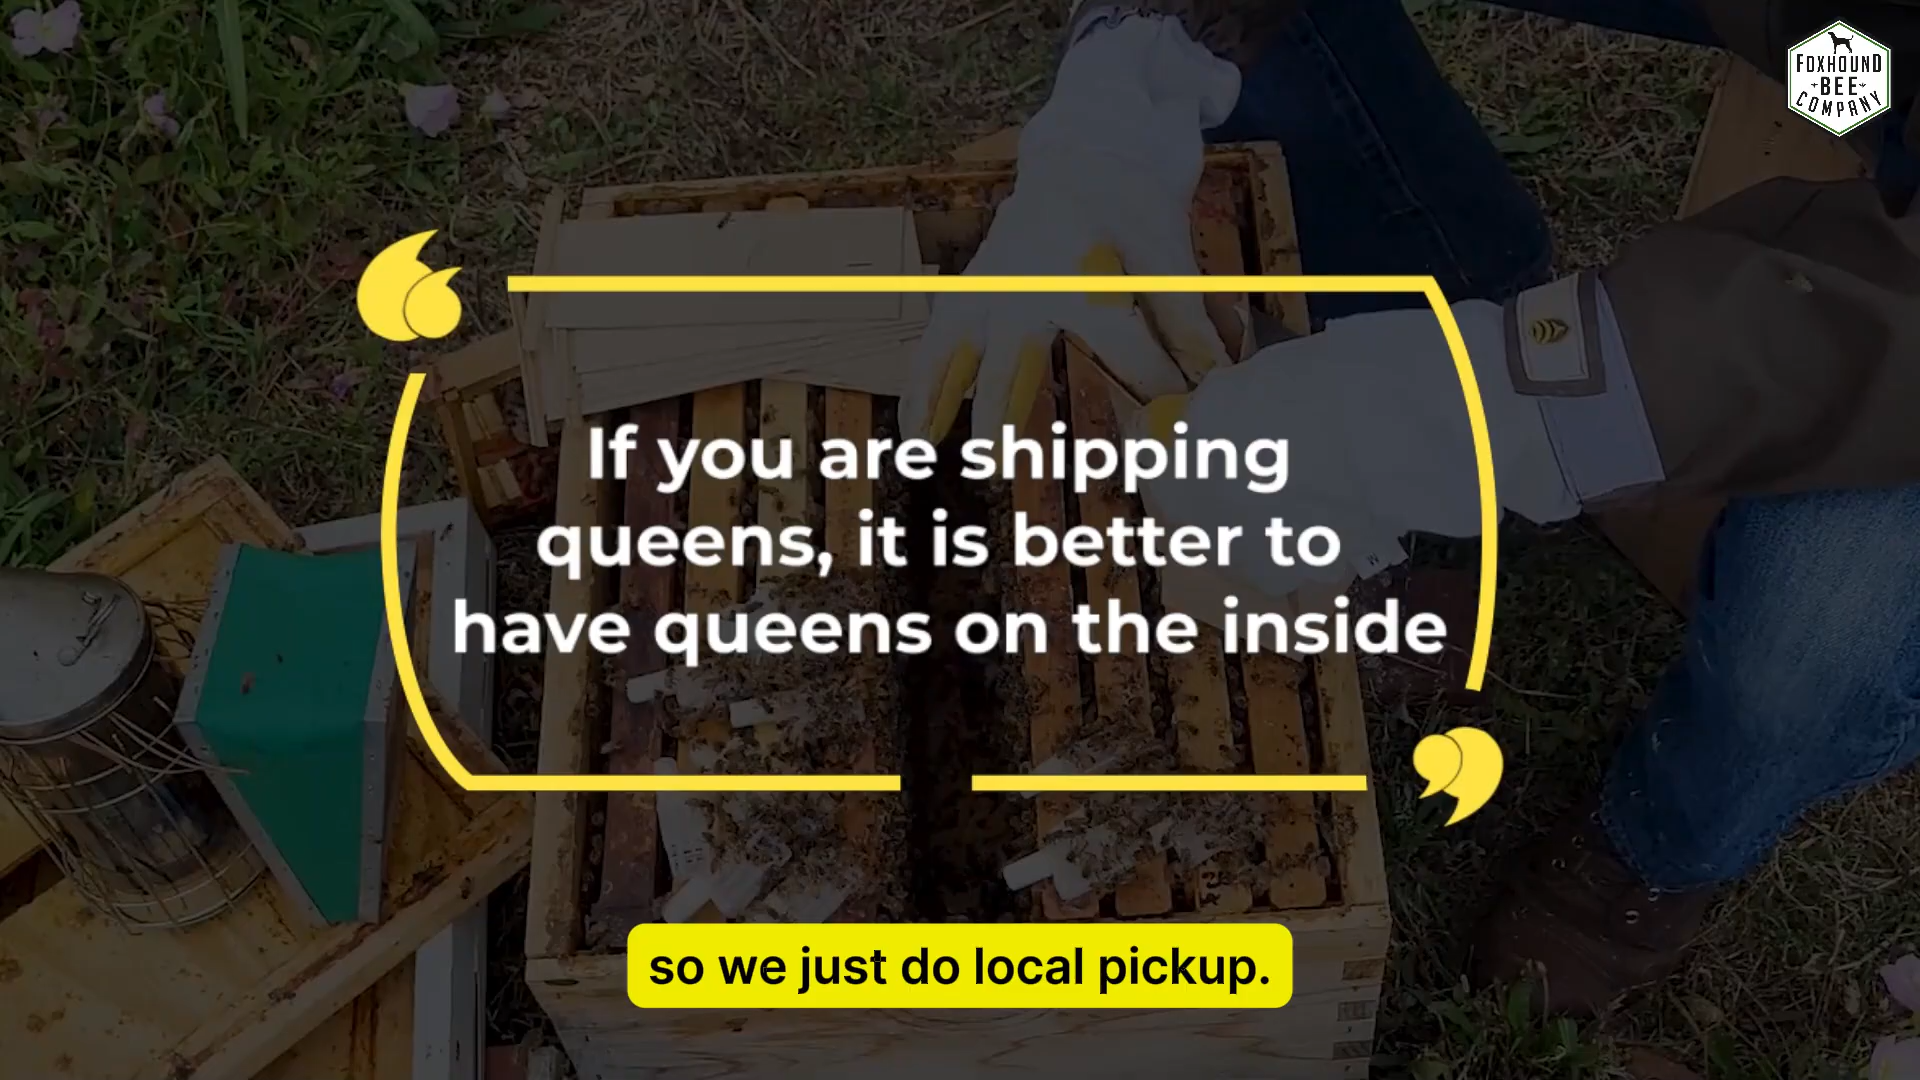 FOXHOUND
BEE
COMPANY
If you are shipping
queens, it is better to
have queens on the inside
so we just do local pickup.